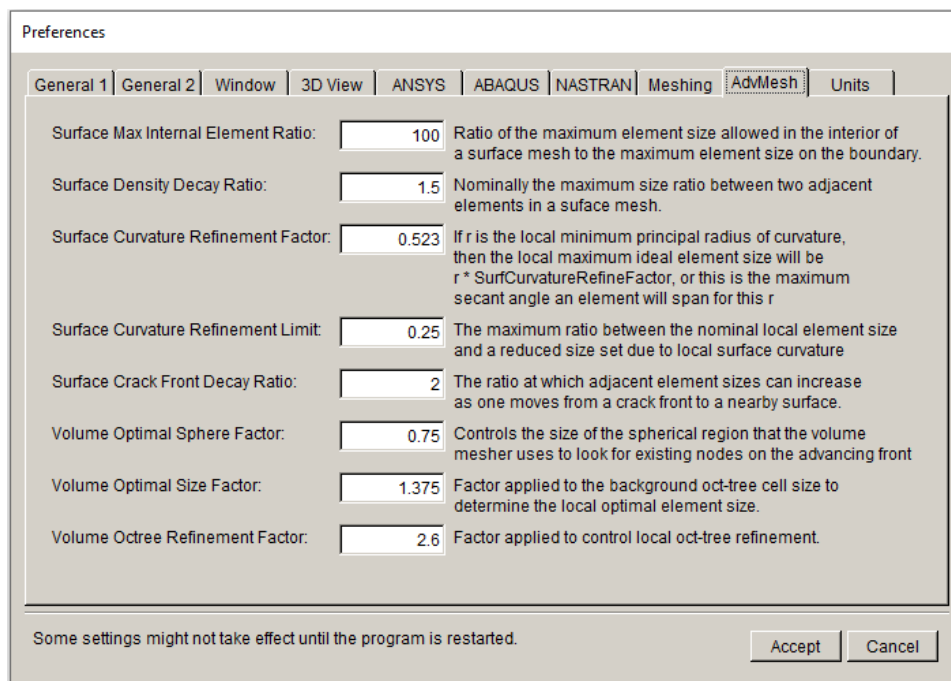 Preferences
General 1 General 2 Window 3D View ANSYS ABAQUS NASTRAN Meshing AdvMesh Units
Surface Max Internal Element Ratio: 100 Ratio of the maximum element size allowed in the interior of
a surface mesh to the maximum element size on the boundary.
Surface Density Decay Ratio: 1.5 Nominally the maximum size ratio between two adjacent
elements in a suface mesh.
Surface Curvature Refinement Factor: 0.523 If r is the local minimum principal radius of curvature,
then the local maximum ideal element size will be
r * SurfCurvatureRefineFactor, or this is the maximum
secant angle an element will span for this r
Surface Curvature Refinement Limit: 0.25 The maximum ratio between the nominal local element size
and a reduced size set due to local surface curvature
Surface Crack Front Decay Ratio: 2 The ratio at which adjacent element sizes can increase
as one moves from a crack front to a nearby surface.
Volume Optimal Sphere Factor: 0.75 Controls the size of the spherical region that the volume
mesher uses to look for existing nodes on the advancing front
Volume Optimal Size Factor: 1.375 Factor applied to the background oct-tree cell size to
determine the local optimal element size.
Volume Octree Refinement Factor: 2.6 Factor applied to control local oct-tree refinement.
Some settings might not take effect until the program is restarted.
Accept Cancel